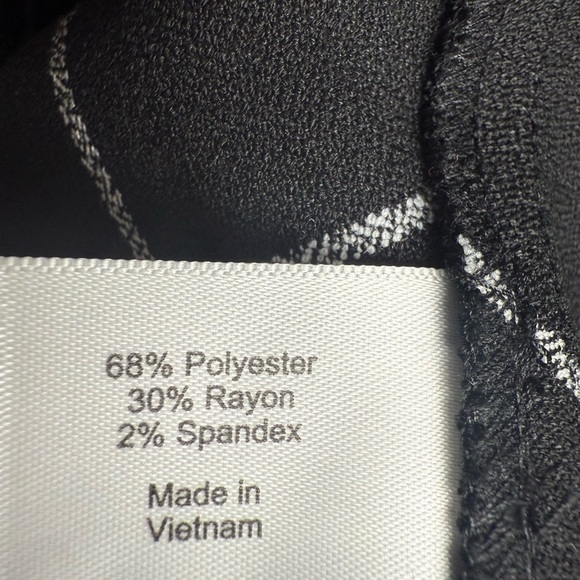 68% Polyester
30% Rayon
2% Spandex
Made in
Vietnam